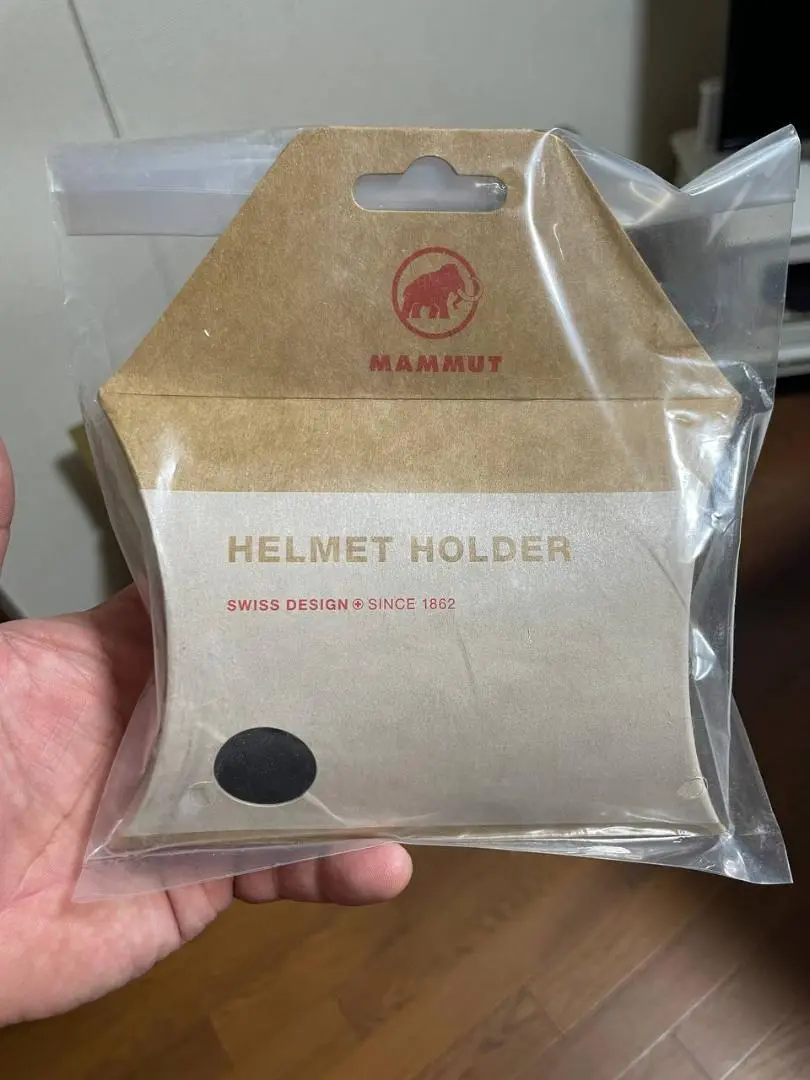 MAMMUT
HELMET HOLDER
SWISS DESIGN SINCE 1862